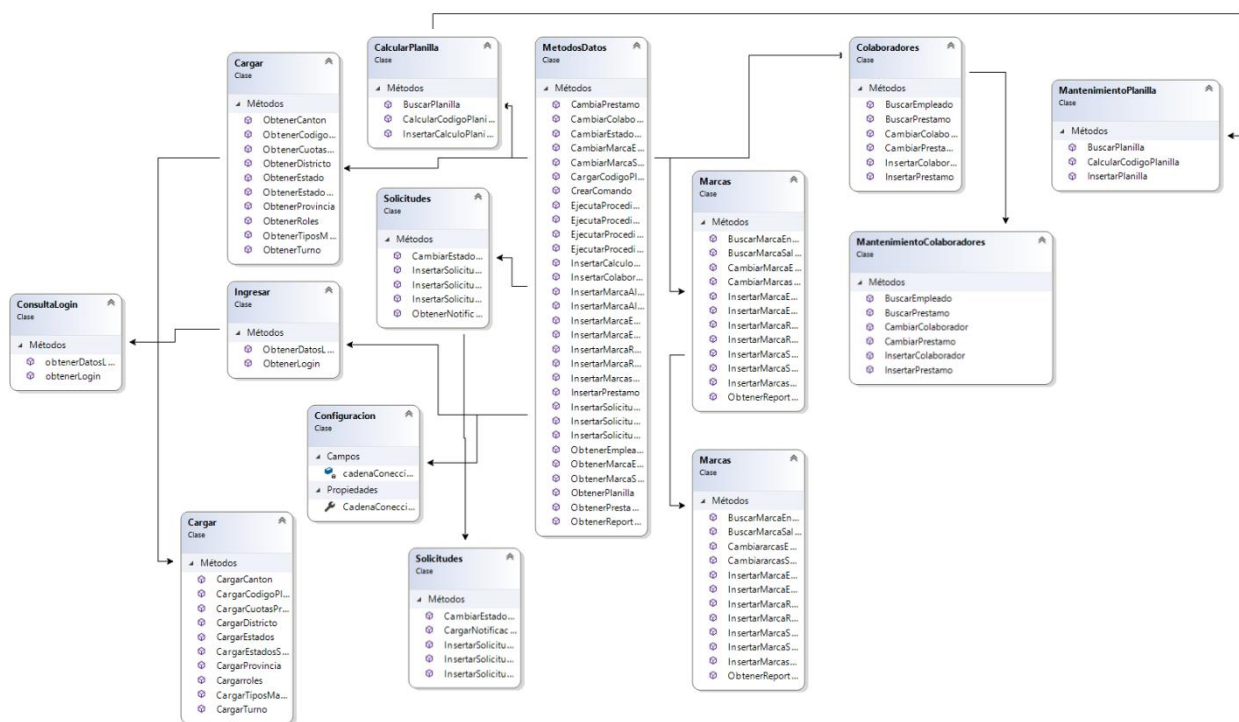 Cargar
Clase
Métodos
ObtenerCanton
ObtenerCodigo...
ObtenerCuotas...
ObtenerDistricto
ObtenerEstado
ObtenerEstado...
ObtenerProvincia
ObtenerRoles
ObtenerTiposM...
ObtenerTurno
CalcularPlanilla
Clase
Métodos
BuscarPlanilla
CalcularCodigoPlani...
InsertarCalculoPlani...
MetodosDatos
Clase
Métodos
CambiaPrestamo
CambiarColabo...
CambiarEstado...
CambiarMarcaE...
CambiarMarcaS...
CargarCodigoPl...
CrearComando
EjecutaProcedi...
EjecutaProcedi...
EjecutarProcedi...
EjecutarProcedi...
InsertarCalculo...
InsertarColabor...
InsertarMarcaAl...
InsertarMarcaAl...
InsertarMarcaE...
InsertarMarcaE...
InsertarMarcaR...
InsertarMarcaR...
InsertarMarcas...
InsertarPrestamo
InsertarSolicitu...
InsertarSolicitu...
InsertarSolicitu...
ObtenerEmplea...
ObtenerMarcaE...
ObtenerMarcaS...
ObtenerPlanilla
ObtenerPresta...
ObtenerReport...
Colaboradores
Clase
Métodos
BuscarEmpleado
BuscarPrestamo
CambiarColabo...
CambiarPresta...
InsertarColabor...
InsertarPrestamo
MantenimientoPlanilla
Clase
Métodos
BuscarPlanilla
CalcularCodigoPlanilla
InsertarPlanilla
Solicitudes
Clase
Métodos
CambiarEstado...
InsertarSolicitu...
InsertarSolicitu...
InsertarSolicitu...
ObtenerNotific...
Marcas
Clase
Métodos
BuscarMarcaEn...
BuscarMarcaSal...
CambiarMarcaE...
CambiarMarcas...
InsertarMarcaE...
InsertarMarcaE...
InsertarMarcaR...
InsertarMarcaR...
InsertarMarcaS...
InsertarMarcaS...
InsertarMarcas...
ObtenerReport...
MantenimientoColaboradores
Clase
Métodos
BuscarEmpleado
BuscarPrestamo
CambiarColaborador
CambiarPrestamo
InsertarColaborador
InsertarPrestamo
ConsultaLogin
Clase
Métodos
obtenerDatosL...
obtenerLogin
Ingresar
Clase
Métodos
ObtenerDatosL...
ObtenerLogin
Configuracion
Clase
Campos
cadenaConecci...
Propiedades
CadenaConecci...
Cargar
Clase
Métodos
CargarCanton
CargarCodigoPl...
CargarCuotasPr...
CargarDistricto
CargarEstados
CargarEstadosS...
CargarProvincia
Cargarroles
CargarTiposMa...
CargarTurno
Solicitudes
Clase
Métodos
CambiarEstado...
CargarNotificac...
InsertarSolicitu...
InsertarSolicitu...
InsertarSolicitu...
Marcas
Clase
Métodos
BuscarMarcaEn...
BuscarMarcaSal...
CambiararcasE...
CambiararcasS...
InsertarMarcaE...
InsertarMarcaE...
InsertarMarcaR...
InsertarMarcaR...
InsertarMarcaS...
InsertarMarcaS...
InsertarMarcas...
ObtenerReport...